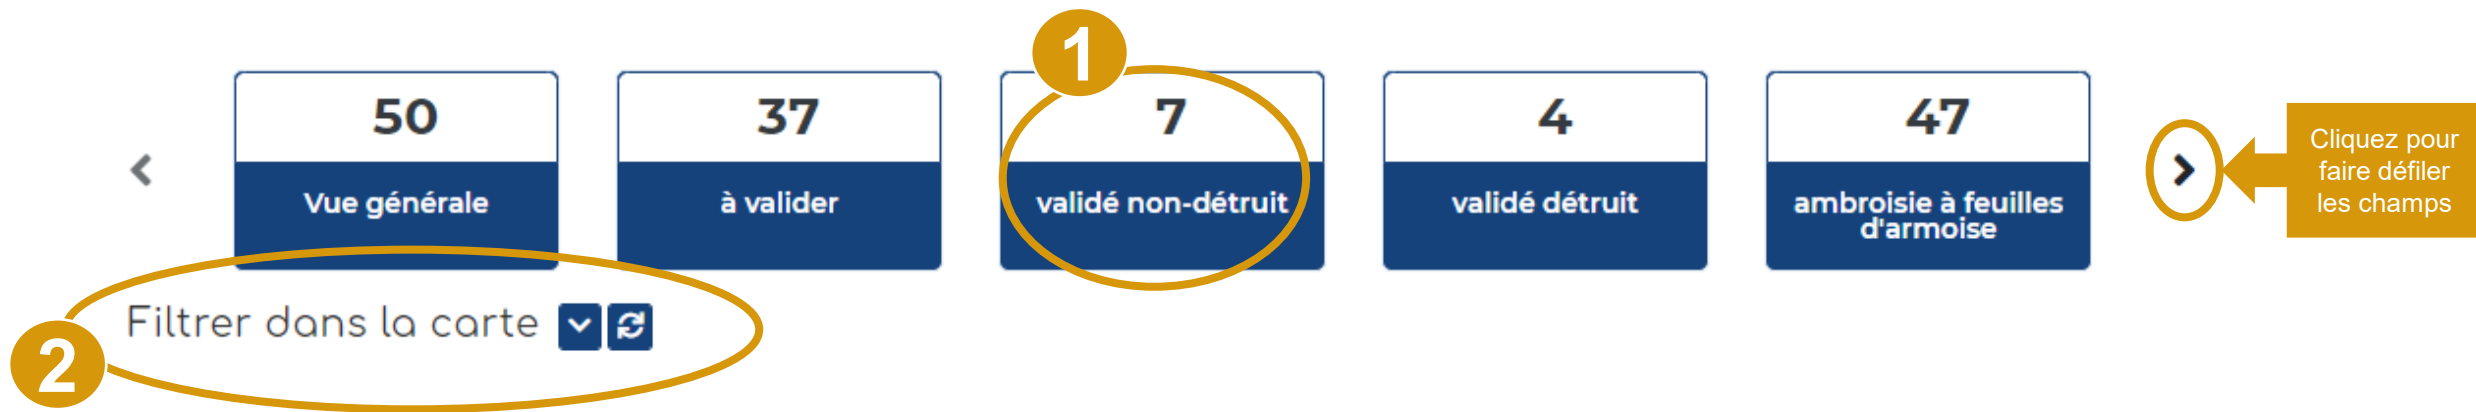 1
50
37
7
4
47
Vue générale
à valider
validé non-détruit
validé détruit
ambroisie à feuilles
d'armoise
Cliquez pour
faire défiler
les champs
Filtrer dans la carte
2